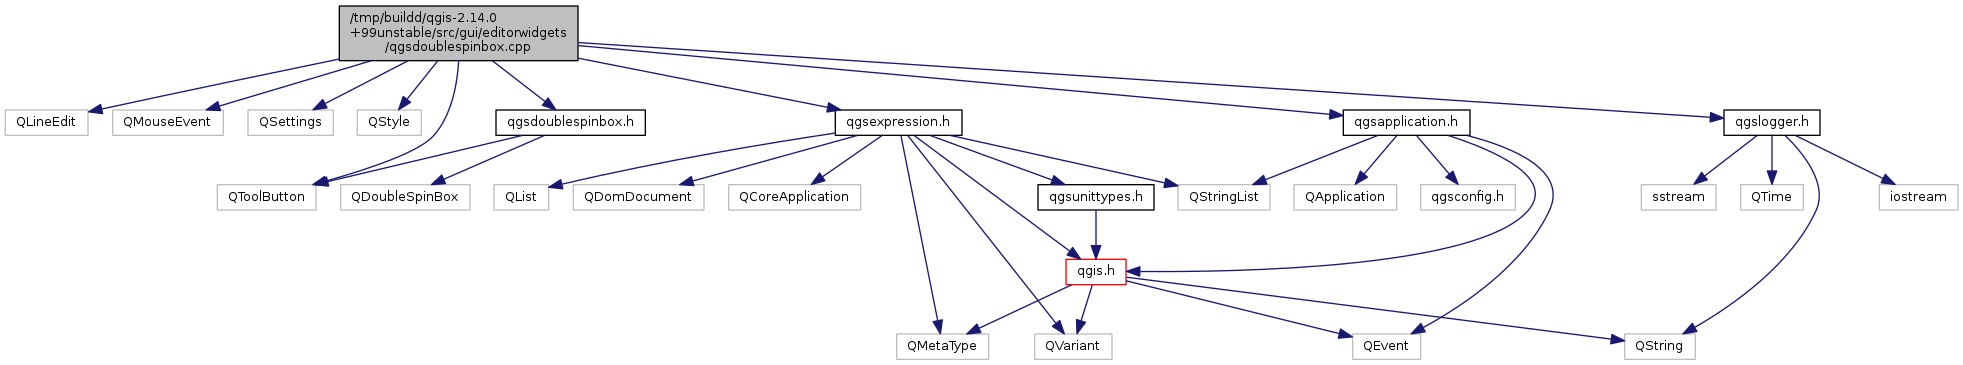 /tmp/buildd/qgis-2.14.0
+99unstable/src/gui/editorwidgets
/qgsdoublespinbox.cpp
QLineEdit
QMouseEvent
QSettings
QStyle
qgsdoublespinbox.h
qgsexpression.h
qgsapplication.h
qgslogger.h
QToolButton
QDoubleSpinBox
QList
QDomDocument
QCoreApplication
qgsunittypes.h
QStringList
QApplication
qgsconfig.h
sstream
QTime
iostream
qgis.h
QMetaType
QVariant
QEvent
QString